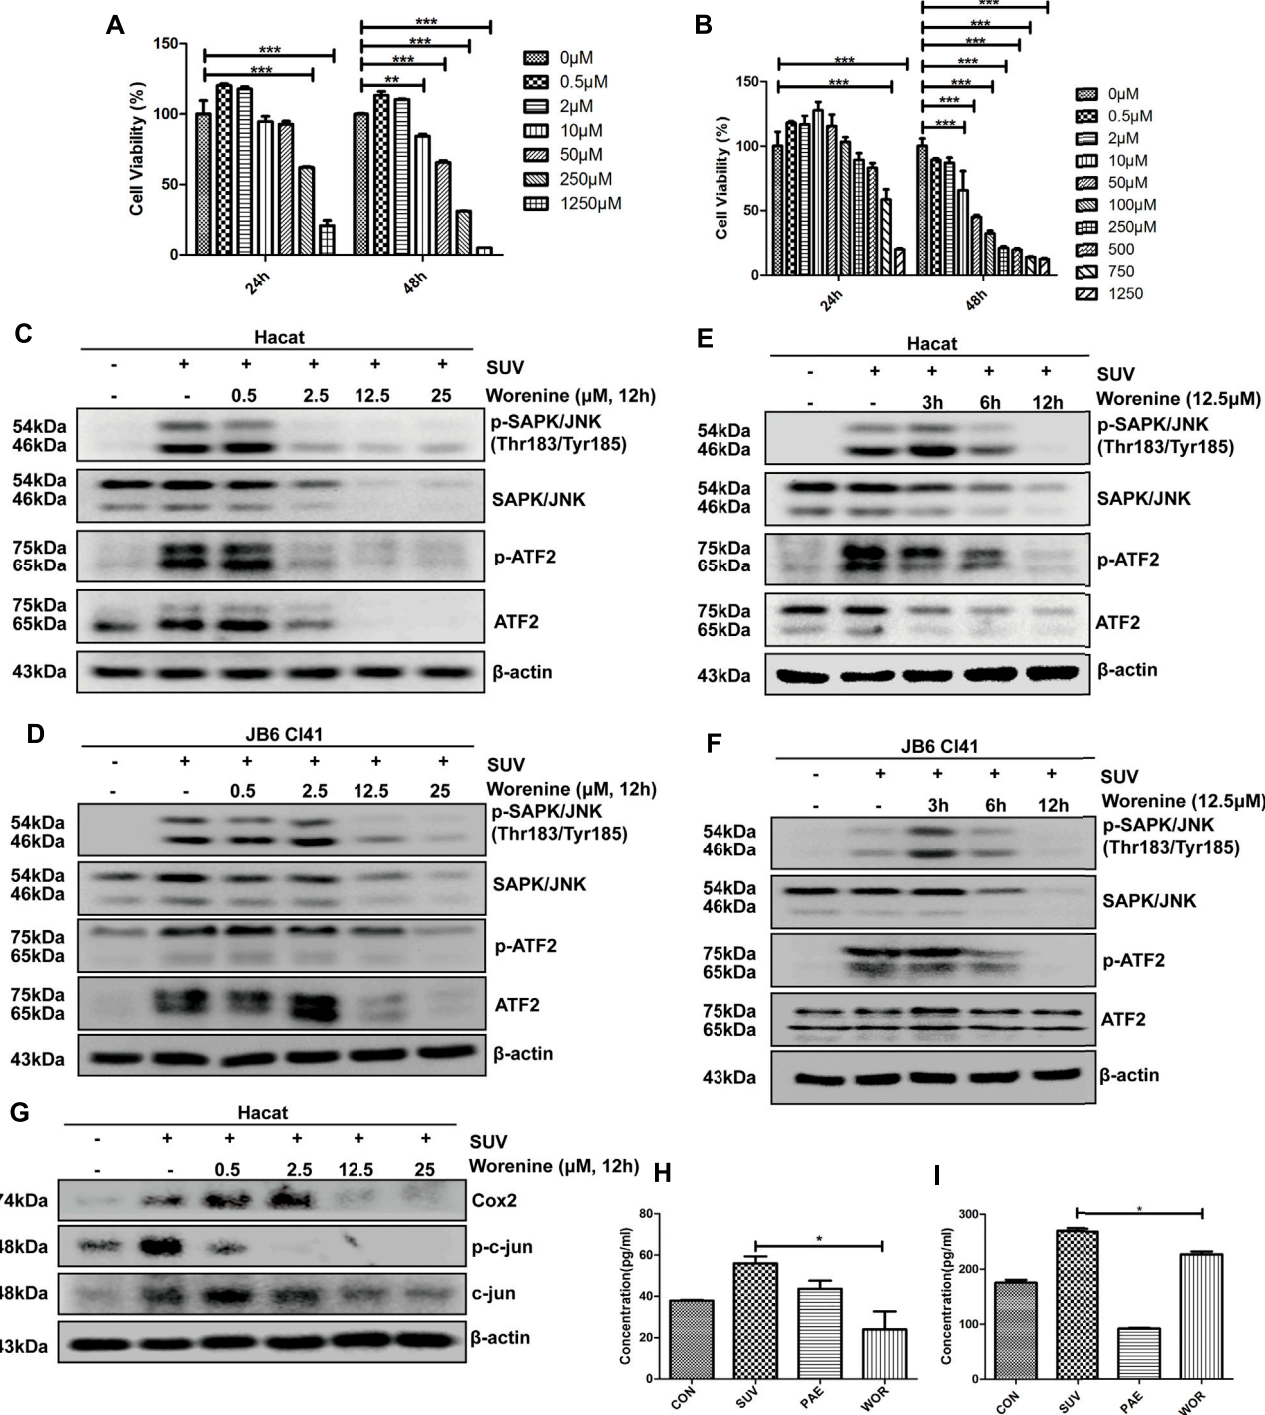 A
***
***
***
***
***
**
150
100
50
0
Cell Viability (%)
24h
48h
0µM
0.5µM
2µM
10µM
50µM
250µM
1250µM
B
***
***
***
***
***
***
***
***
***
150
100
50
0
Cell Viability (%)
24h
48h
0µM
0.5µM
2µM
10µM
50µM
100µM
250µM
500
750
1250
C
Hacat
- + + + + + SUV
- - 0.5 2.5 12.5 25 Worenine (µM, 12h)
54kDa
46kDa
p-SAPK/JNK
(Thr183/Tyr185)
54kDa
46kDa
SAPK/JNK
75kDa
65kDa
p-ATF2
75kDa
65kDa
ATF2
43kDa
β-actin
E
Hacat
- + + + + SUV
- - 3h 6h 12h Worenine (12.5µM)
54kDa
46kDa
p-SAPK/JNK
(Thr183/Tyr185)
54kDa
46kDa
SAPK/JNK
75kDa
65kDa
p-ATF2
75kDa
65kDa
ATF2
43kDa
β-actin
D
JB6 Cl41
- + + + + + SUV
- - 0.5 2.5 12.5 25 Worenine (µM, 12h)
54kDa
46kDa
p-SAPK/JNK
(Thr183/Tyr185)
54kDa
46kDa
SAPK/JNK
75kDa
65kDa
p-ATF2
75kDa
65kDa
ATF2
43kDa
β-actin
F
JB6 Cl41
- + + + + SUV
- - 3h 6h 12h Worenine (12.5µM)
54kDa
46kDa
p-SAPK/JNK
(Thr183/Tyr185)
54kDa
46kDa
SAPK/JNK
75kDa
65kDa
p-ATF2
75kDa
65kDa
ATF2
43kDa
β-actin
G
Hacat
- + + + + + SUV
- - 0.5 2.5 12.5 25 Worenine (µM, 12h)
74kDa
Cox2
48kDa
p-c-jun
48kDa
c-jun
43kDa
β-actin
H
*
80
60
40
20
0
Concentration(pg/ml)
CON
SUV
PAE
WOR
I
*
300
200
100
0
Concentration(pg/ml)
CON
SUV
PAE
WOR